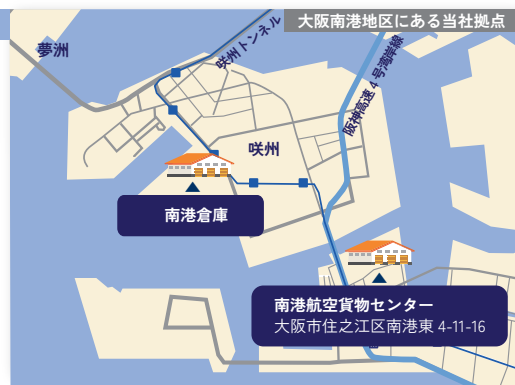 大阪南港地区にある当社拠点
夢洲
咲州トンネル
阪神高速4号湾岸線
咲州
南港倉庫
南港航空貨物センター
大阪市住之江区南港東 4-11-16